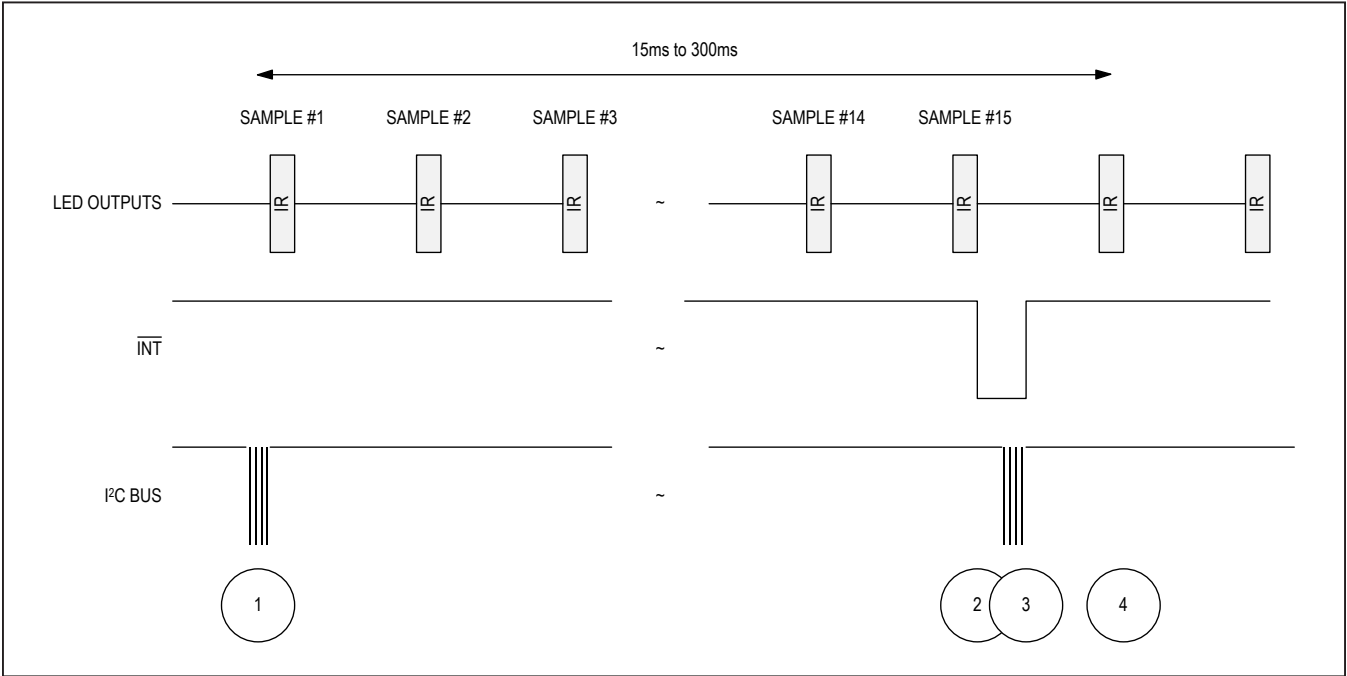 15ms to 300ms
SAMPLE #1 SAMPLE #2 SAMPLE #3 SAMPLE #14 SAMPLE #15
LED OUTPUTS IR IR IR ~ IR IR IR IR
INT ~
I²C BUS ~
1 2 3 4